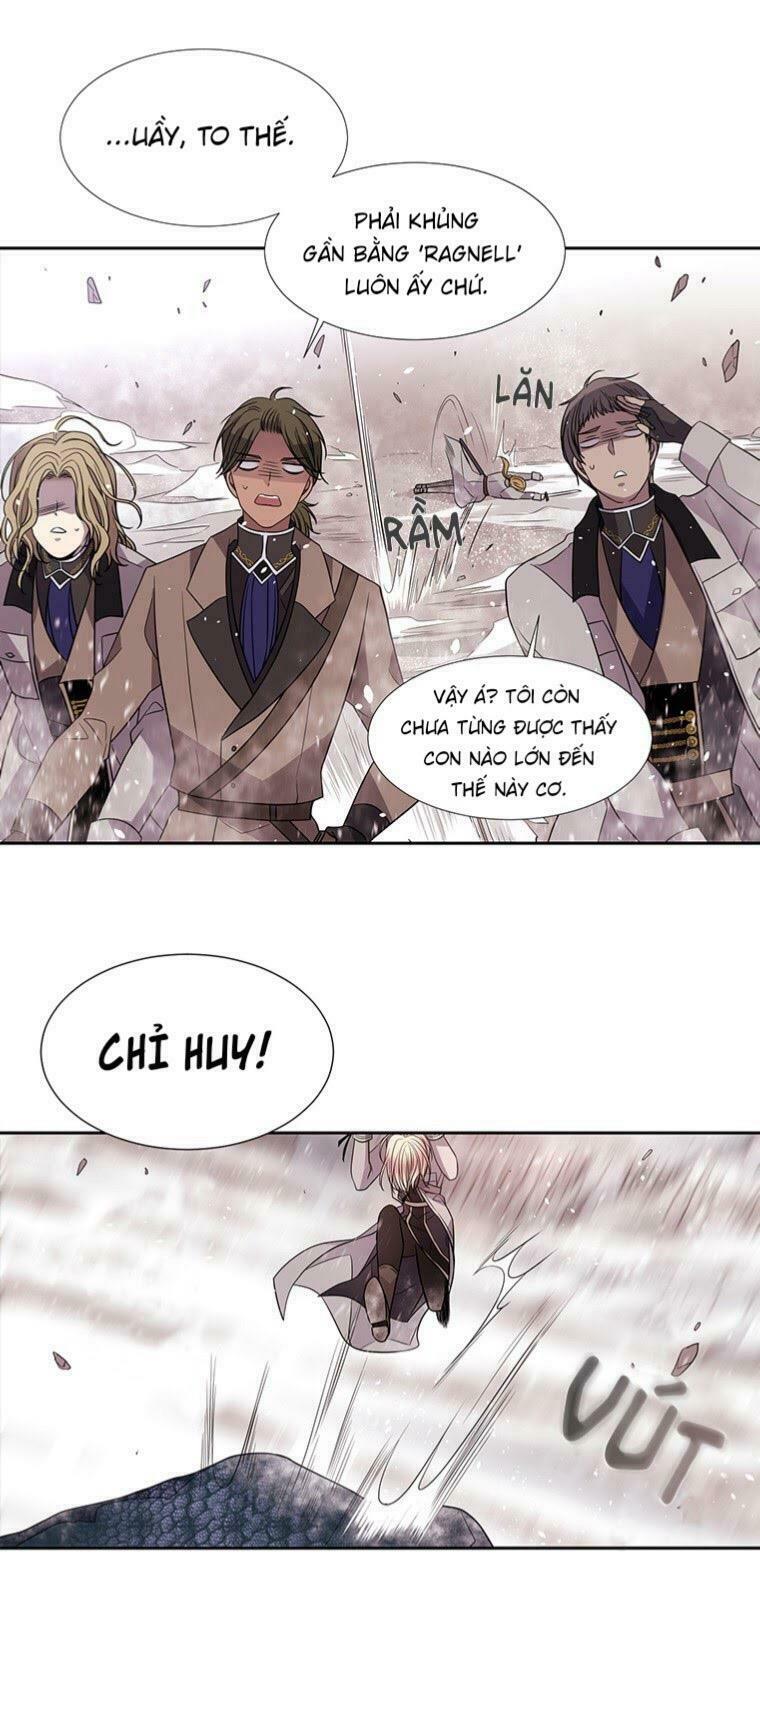 ...UẦY, TO THẾ.
PHẢI KHỦNG
GẦN BẰNG 'RAGNELL'
LUÔN ẤY CHỨ.
LĂN
RẦM
VẬY Á? TÔI CÒN
CHƯA TỪNG ĐƯỢC THẤY
CON NÀO LỚN ĐẾN
THẾ NÀY CƠ.
CHỈ HUY!
VÚT